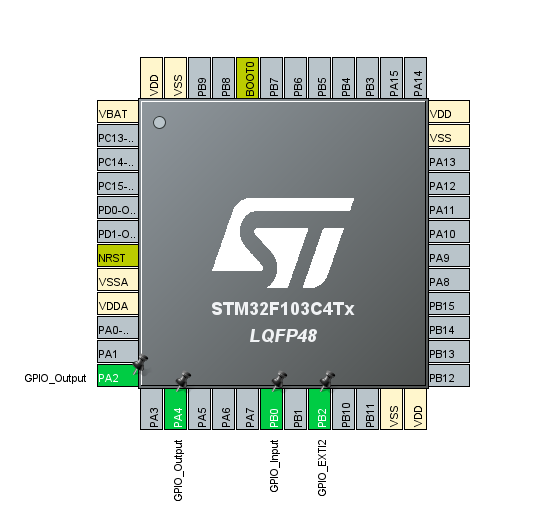 VDD
VSS
PB9
PB8
BOOT0
PB7
PB6
PB5
PB4
PB3
PA15
PA14
VBAT
PC13-..
PC14-..
PC15-..
PD0-O..
PD1-O..
NRST
VSSA
VDDA
PA0-..
PA1
GPIO_Output PA2
ST
STM32F103C4Tx
LQFP48
VDD
VSS
PA13
PA12
PA11
PA10
PA9
PA8
PB15
PB14
PB13
PB12
PA3
PA4
PA5
PA6
PA7
PB0
PB1
PB2
PB10
PB11
VSS
VDD
GPIO_Output
GPIO_Input
GPIO_EXTI2